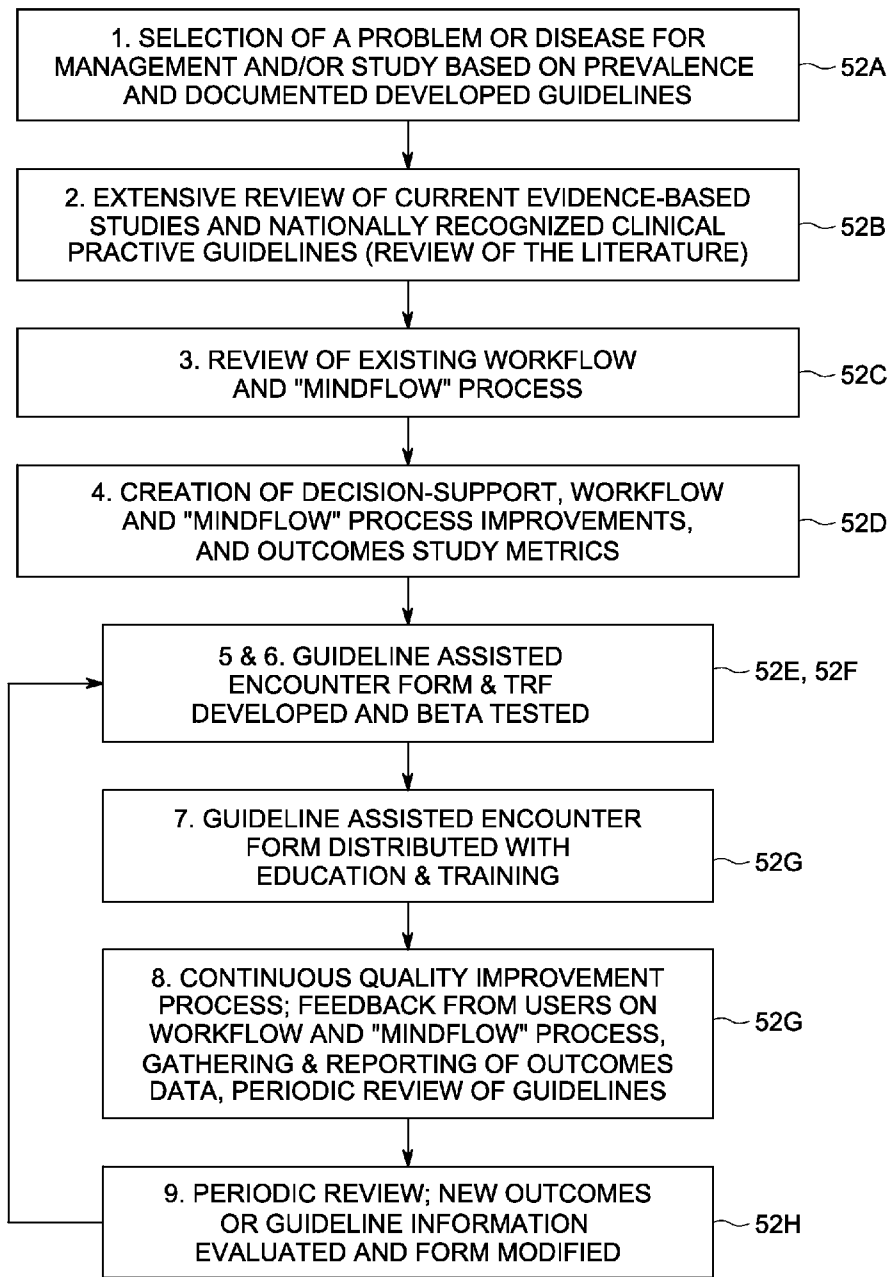 1. SELECTION OF A PROBLEM OR DISEASE FOR
MANAGEMENT AND/OR STUDY BASED ON PREVALENCE
AND DOCUMENTED DEVELOPED GUIDELINES
52A
2. EXTENSIVE REVIEW OF CURRENT EVIDENCE-BASED
STUDIES AND NATIONALLY RECOGNIZED CLINICAL
PRACTIVE GUIDELINES (REVIEW OF THE LITERATURE)
52B
3. REVIEW OF EXISTING WORKFLOW
AND "MINDFLOW" PROCESS
52C
4. CREATION OF DECISION-SUPPORT, WORKFLOW
AND "MINDFLOW" PROCESS IMPROVEMENTS,
AND OUTCOMES STUDY METRICS
52D
5 & 6. GUIDELINE ASSISTED
ENCOUNTER FORM & TRF
DEVELOPED AND BETA TESTED
52E, 52F
7. GUIDELINE ASSISTED ENCOUNTER
FORM DISTRIBUTED WITH
EDUCATION & TRAINING
52G
8. CONTINUOUS QUALITY IMPROVEMENT
PROCESS; FEEDBACK FROM USERS ON
WORKFLOW AND "MINDFLOW" PROCESS,
GATHERING & REPORTING OF OUTCOMES
DATA, PERIODIC REVIEW OF GUIDELINES
52G
9. PERIODIC REVIEW; NEW OUTCOMES
OR GUIDELINE INFORMATION
EVALUATED AND FORM MODIFIED
52H